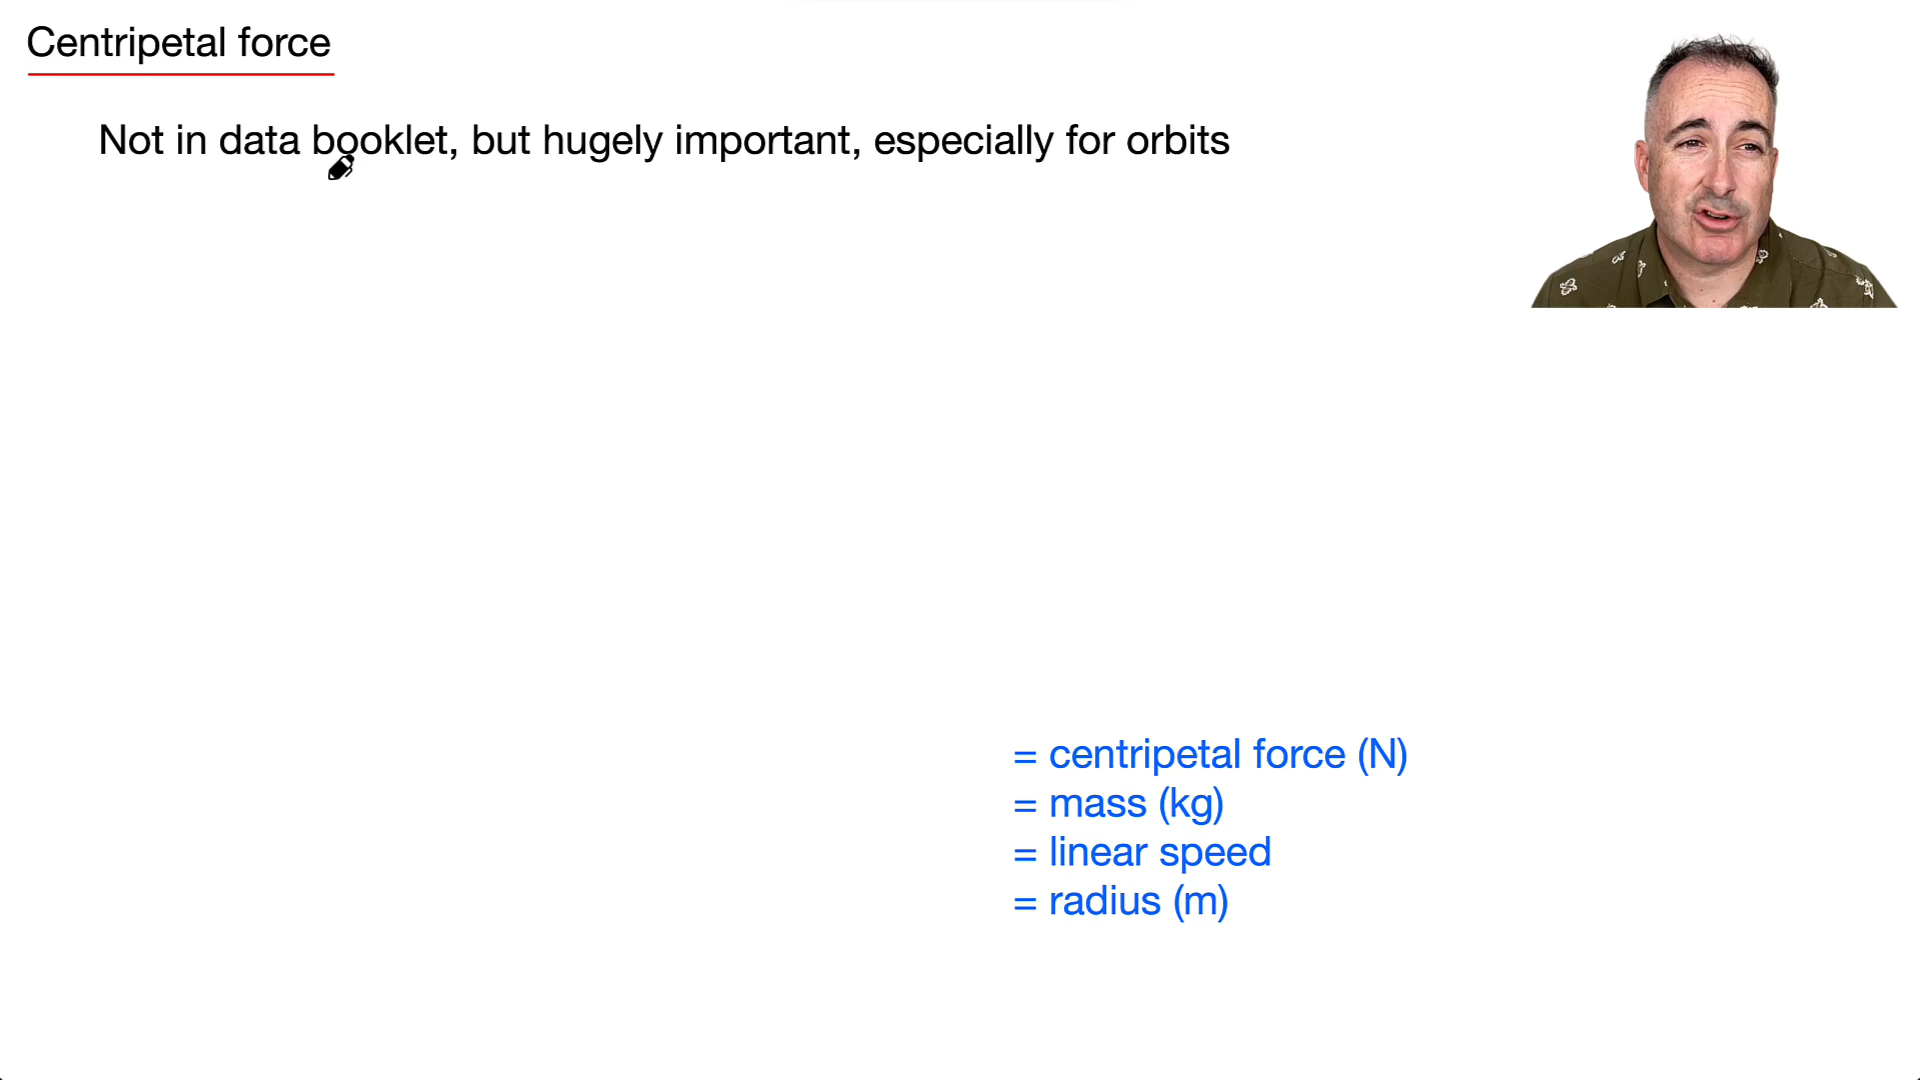 Centripetal force
Not in data booklet, but hugely important, especially for orbits
= centripetal force (N)
= mass (kg)
= linear speed
= radius (m)